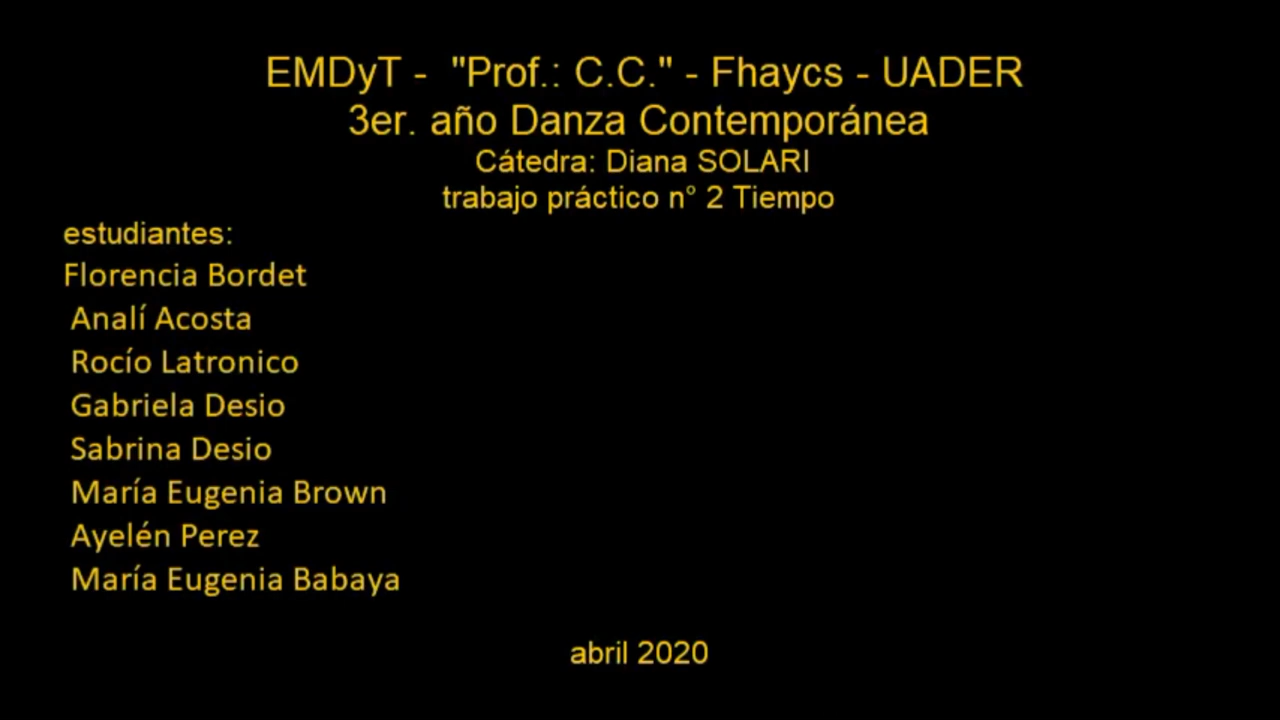 EMDyT - "Prof.: C.C." - Fhaycs - UADER
3er. año Danza Contemporánea
Cátedra: Diana SOLARI
trabajo práctico n° 2 Tiempo
estudiantes:
Florencia Bordet
Analí Acosta
Rocío Latronico
Gabriela Desio
Sabrina Desio
María Eugenia Brown
Ayelén Perez
María Eugenia Babaya
abril 2020